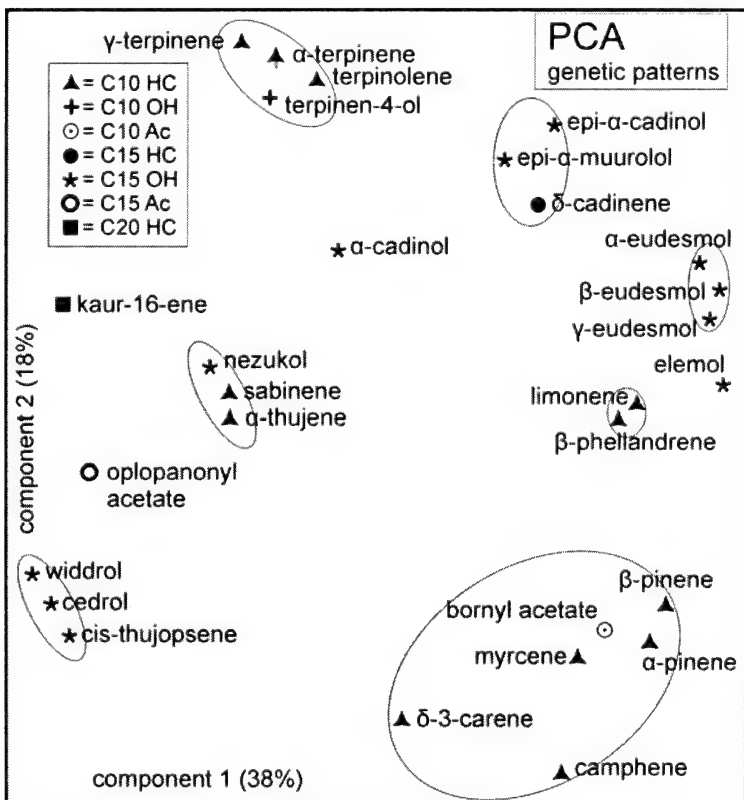 γ-terpinene
α-terpinene
terpinolene
terpinen-4-ol
PCA
genetic patterns
= C10 HC
= C10 OH
= C10 Ac
= C15 HC
= C15 OH
= C15 Ac
= C20 HC
epi-α-cadinol
epi-α-muurolol
δ-cadinene
α-cadinol
α-eudesmol
β-eudesmol
γ-eudesmol
kaur-16-ene
elemol
nezukol
sabinene
α-thujene
limonene
β-phellandrene
component 2 (18%)
oplopanonyl
acetate
widdrol
cedrol
cis-thujopsene
β-pinene
bornyl acetate
myrcene
α-pinene
δ-3-carene
camphene
component 1 (38%)